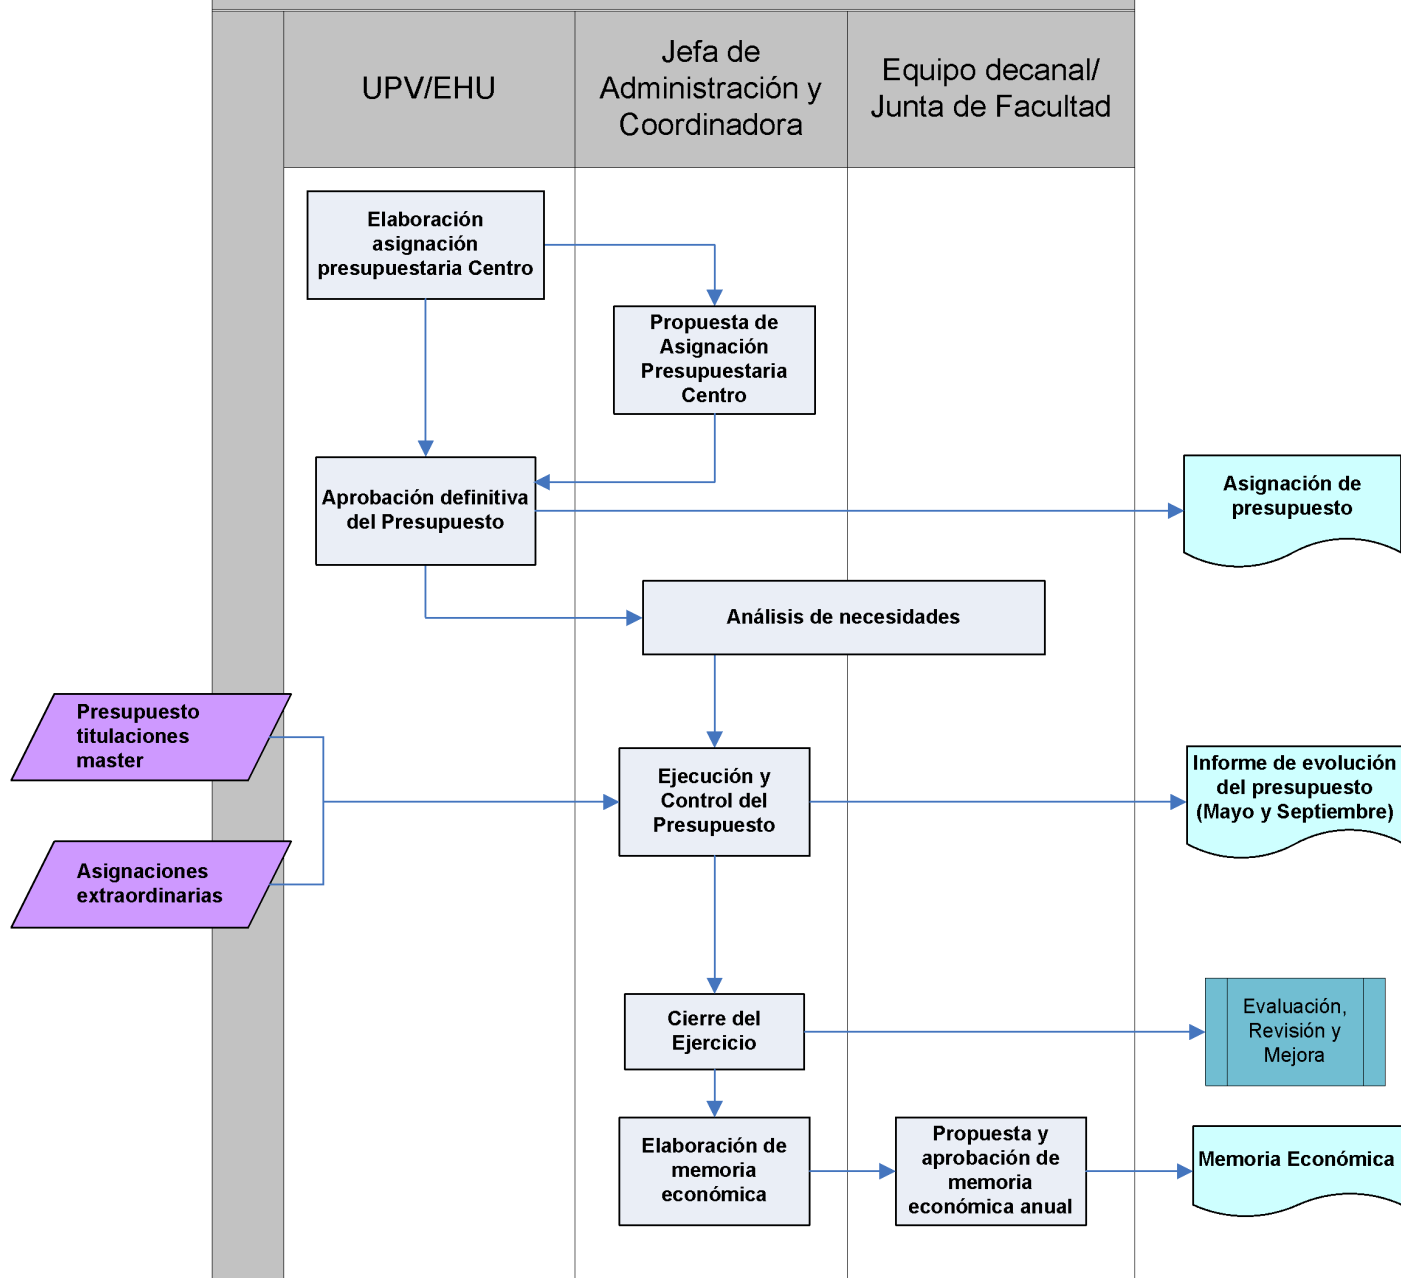 UPV/EHU
Jefa de
Administración y
Coordinadora
Equipo decanal/
Junta de Facultad
Elaboración
asignación
presupuestaria Centro
Propuesta de
Asignación
Presupuestaria
Centro
Aprobación definitiva
del Presupuesto
Asignación de
presupuesto
Análisis de necesidades
Presupuesto
titulaciones
master
Ejecución y
Control del
Presupuesto
Informe de evolución
del presupuesto
(Mayo y Septiembre)
Asignaciones
extraordinarias
Cierre del
Ejercicio
Evaluación,
Revisión y
Mejora
Elaboración de
memoria
económica
Propuesta y
aprobación de
memoria
económica anual
Memoria Económica